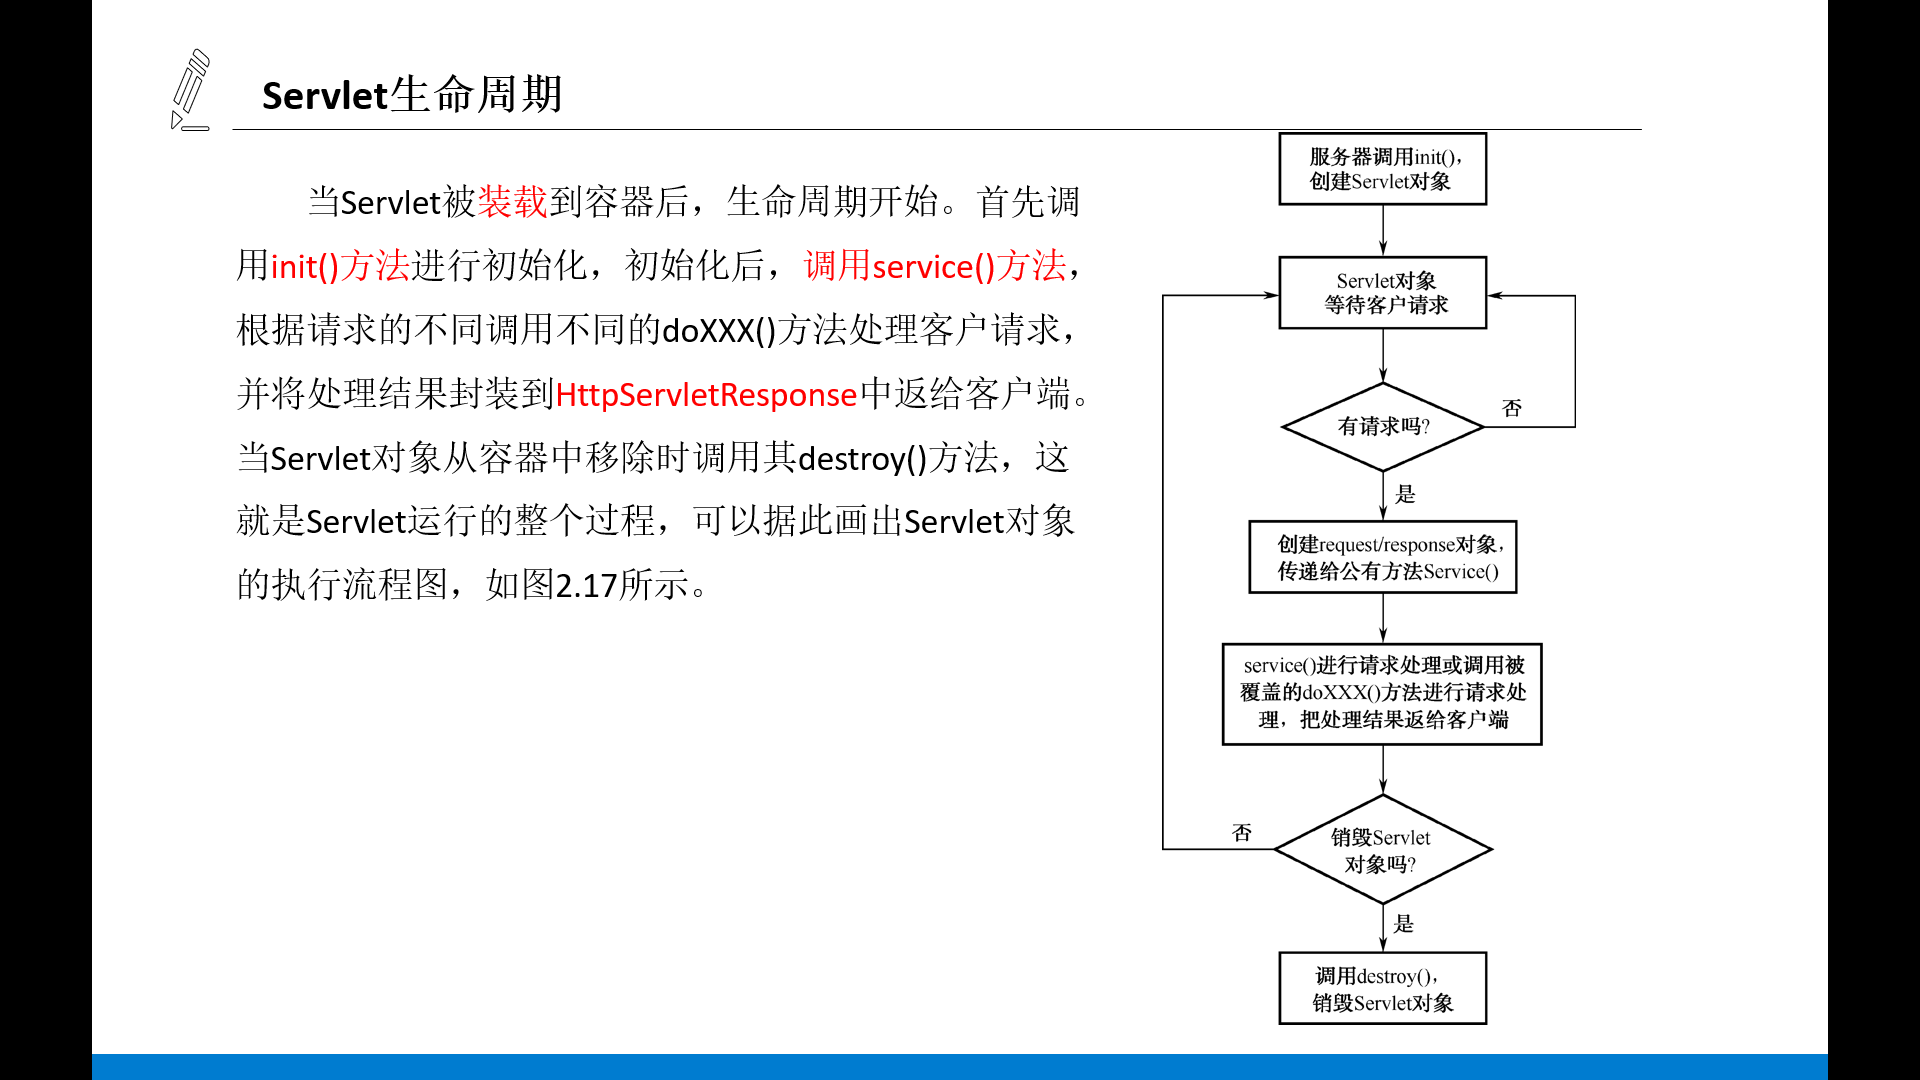 Servlet生命周期
当Servlet被装载到容器后，生命周期开始。首先调
用init()方法进行初始化，初始化后，调用service()方法，
根据请求的不同调用不同的doXXX()方法处理客户请求，
并将处理结果封装到HttpServletResponse中返给客户端。
当Servlet对象从容器中移除时调用其destroy()方法，这
就是Servlet运行的整个过程，可以据此画出Servlet对象
的执行流程图，如图2.17所示。
服务器调用init()，
创建Servlet对象
Servlet对象
等待客户请求
有请求吗?
否
是
创建request/response对象，
传递给公有方法Service()
service()进行请求处理或调用被
覆盖的doXXX()方法进行请求处
理，把处理结果返给客户端
否
销毁Servlet
对象吗?
是
调用destroy()，
销毁Servlet对象